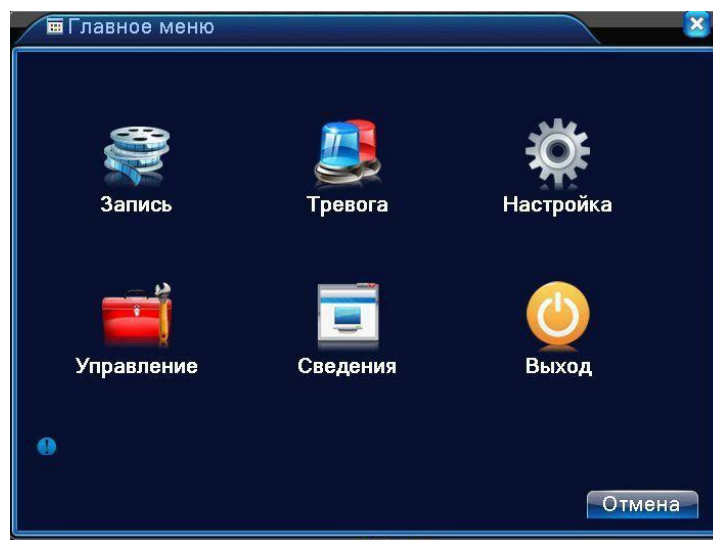 Главное меню
Запись Тревога Настройка
Управление Сведения Выход
Отмена